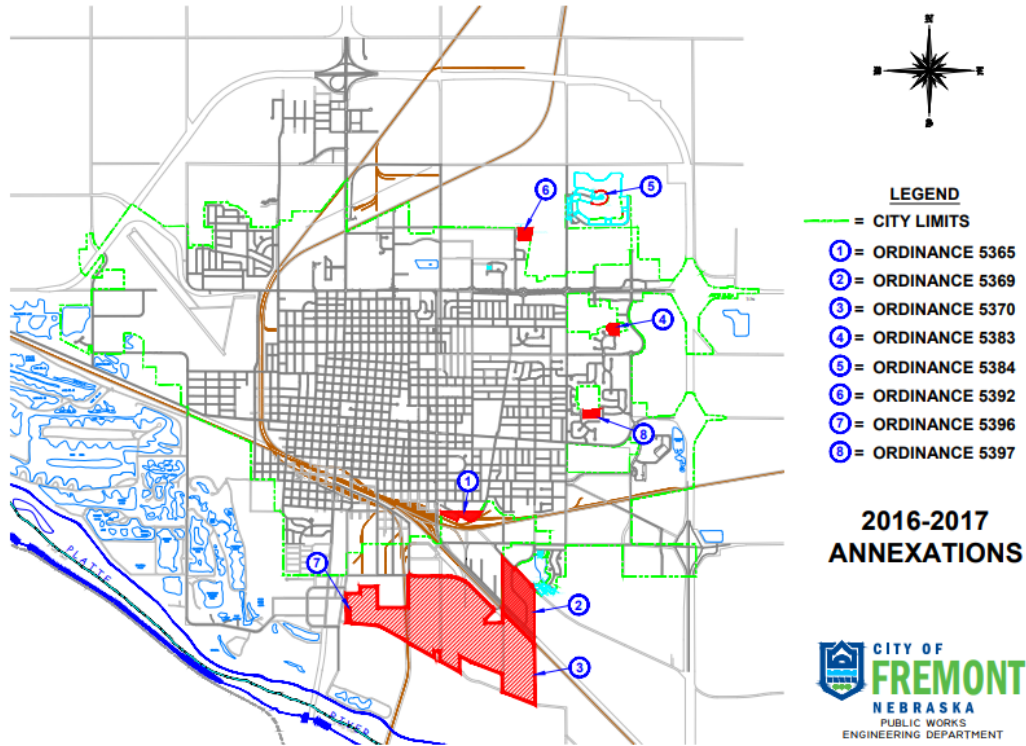 N
E
S
6
5
LEGEND
= CITY LIMITS
1 = ORDINANCE 5365
2 = ORDINANCE 5369
3 = ORDINANCE 5370
4 = ORDINANCE 5383
5 = ORDINANCE 5384
6 = ORDINANCE 5392
7 = ORDINANCE 5396
8 = ORDINANCE 5397
4
8
1
2016-2017
ANNEXATIONS
PLATTE
7
2
3
RIVER
CITY OF
FREMONT
NEBRASKA
PUBLIC WORKS
ENGINEERING DEPARTMENT